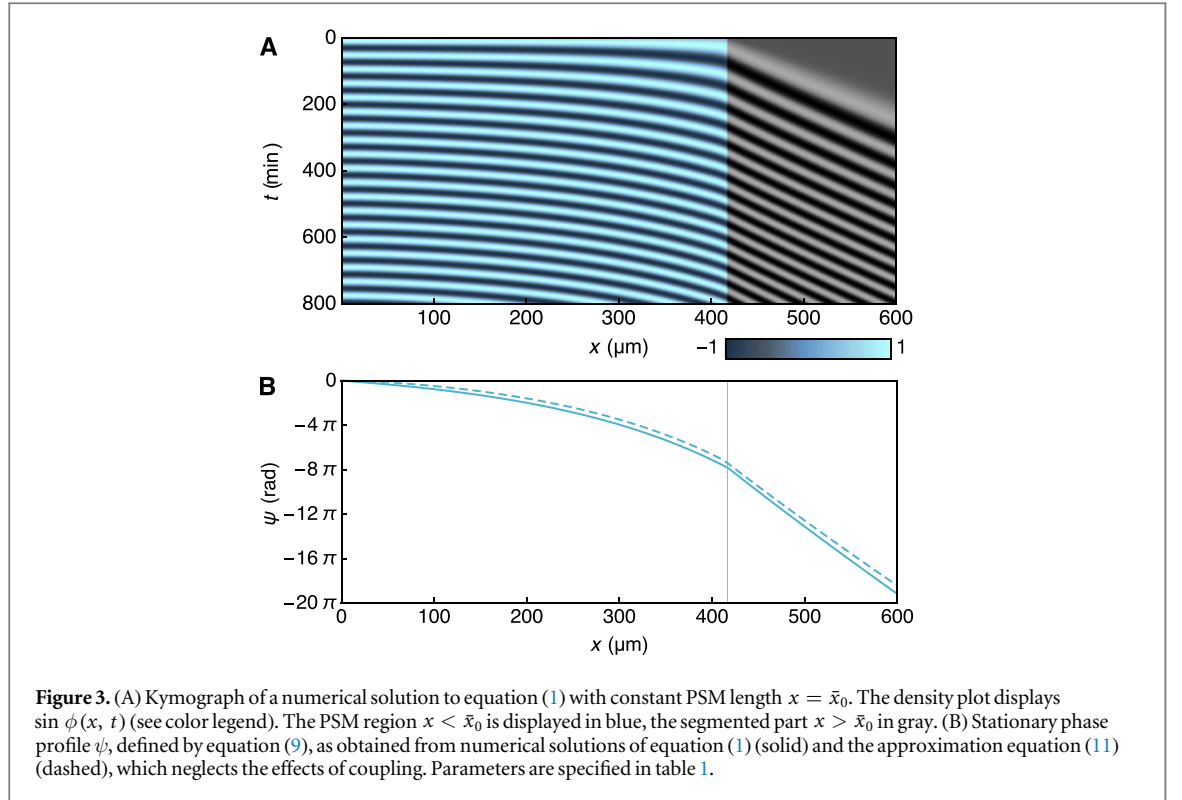 A
0
200
400
600
800
t (min)
100
200
300
400
500
600
x (μm)
−1
1
B
0
−4 π
−8 π
−12 π
−16 π
−20 π
ψ (rad)
0
100
200
300
400
500
600
x (μm)
Figure 3. (A) Kymograph of a numerical solution to equation (1) with constant PSM length x = x̄₀. The density plot displays
sin ϕ(x, t) (see color legend). The PSM region x < x̄₀ is displayed in blue, the segmented part x > x̄₀ in gray. (B) Stationary phase
profile ψ, defined by equation (9), as obtained from numerical solutions of equation (1) (solid) and the approximation equation (11)
(dashed), which neglects the effects of coupling. Parameters are specified in table 1.